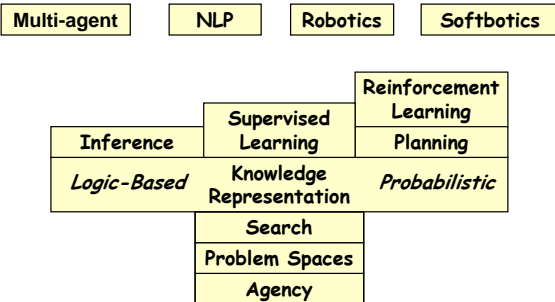 Multi-agent NLP Robotics Softbotics
Reinforcement
Learning
Supervised
Learning
Inference
Planning
Logic-Based
Knowledge
Representation
Probabilistic
Search
Problem Spaces
Agency